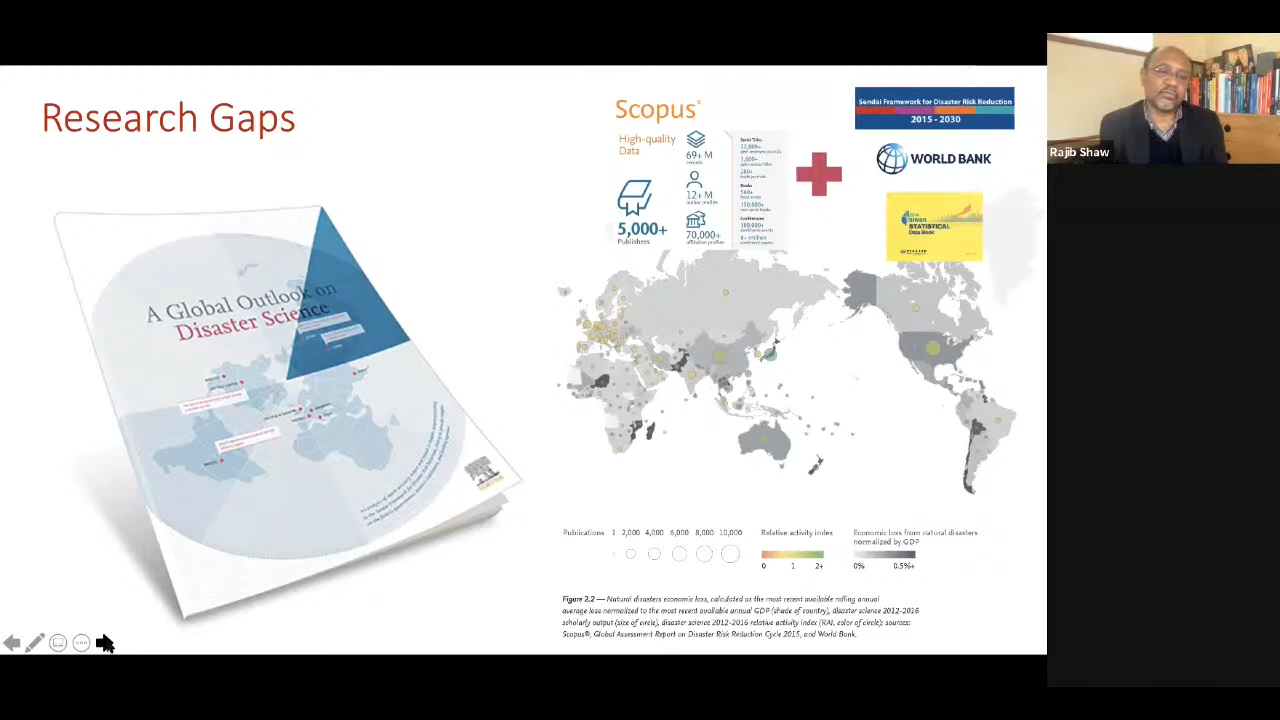 Research Gaps
Scopus®
High-quality
Data
69+ M
records
12+ M
author profiles
5,000+
Publishers
70,000+
affiliation profiles
Serial Titles
Books
560+
Conferences
Sendai Framework for Disaster Risk Reduction
2015 - 2030
WORLD BANK
STATISTICAL
Data Book
Rajib Shaw
A Global Outlook on
Disaster Science
ELSEVIER
Publications 1 2,000 4,000 6,000 8,000 10,000
Relative activity index
0 1 2+
Economic loss from natural disasters
normalized by GDP
0% 0.5%+
Figure 2.2 — Natural disasters economic loss, calculated as the most recent available rolling annual
average loss normalized to the most recent available annual GDP (shade of country), disaster science 2012-2016
scholarly output (size of circle), disaster science 2012-2016 relative activity index (RAI, color of circle); sources:
Scopus®, Global Assessment Report on Disaster Risk Reduction Cycle 2015, and World Bank.